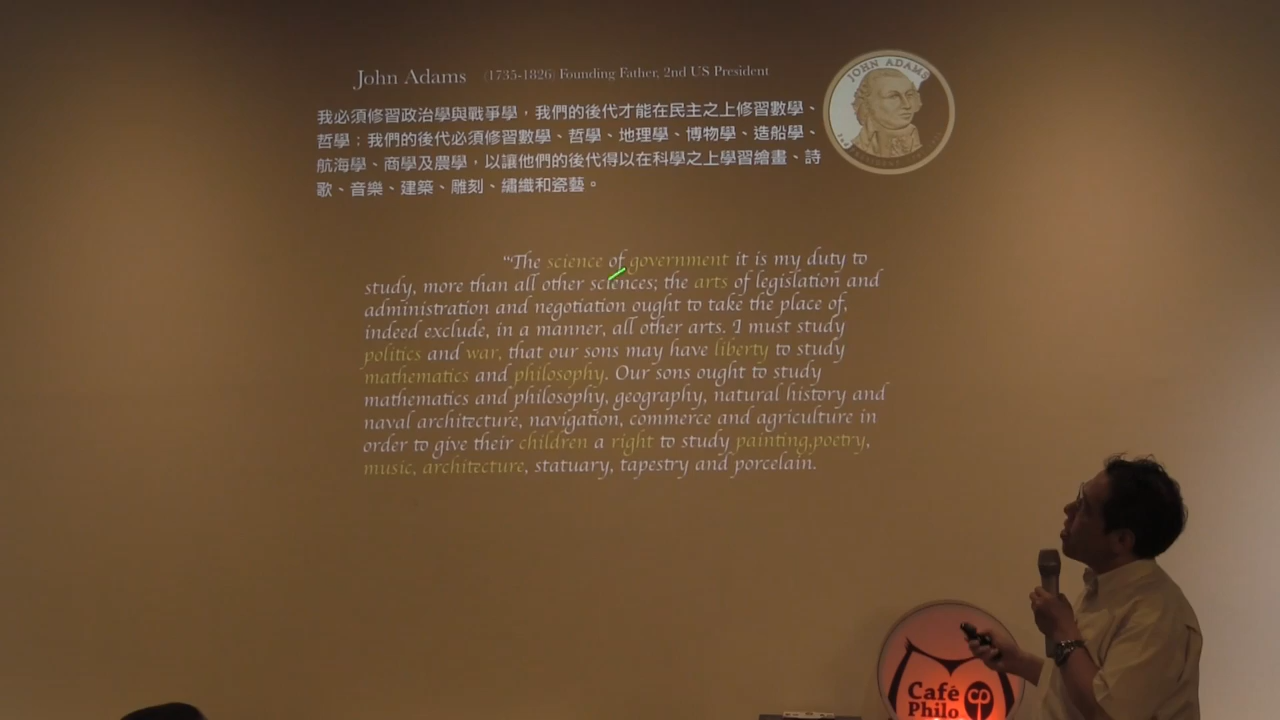 John Adams (1735-1826) Founding Father, 2nd US President
JOHN ADAMS
我必須修習政治學與戰爭學，我們的後代才能在民主之上修習數學、
哲學；我們的後代必須修習數學、哲學、地理學、博物學、造船學、
航海學、商學及農學，以讓他們的後代得以在科學之上學習繪畫、詩
歌、音樂、建築、雕刻、繡織和瓷藝。
“The science of government it is my duty to
study, more than all other sciences; the arts of legislation and
administration and negotiation ought to take the place of,
indeed exclude, in a manner, all other arts. I must study
politics and war, that our sons may have liberty to study
mathematics and philosophy. Our sons ought to study
mathematics and philosophy, geography, natural history and
naval architecture, navigation, commerce and agriculture in
order to give their children a right to study painting,poetry,
music, architecture, statuary, tapestry and porcelain.
Café
Philo